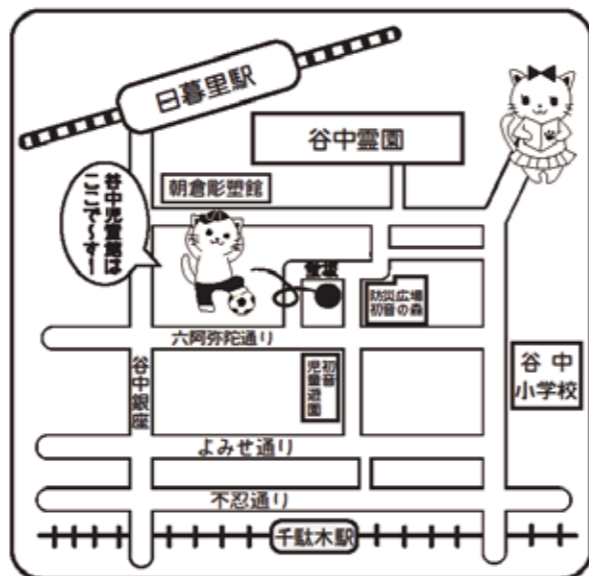 日暮里駅
谷中霊園
朝倉彫塑館
谷中児童館は
ここで〜す！
防災広場
初音の森
六阿弥陀通り
初音
児童遊園
谷中銀座
谷中
小学校
よみせ通り
不忍通り
千駄木駅